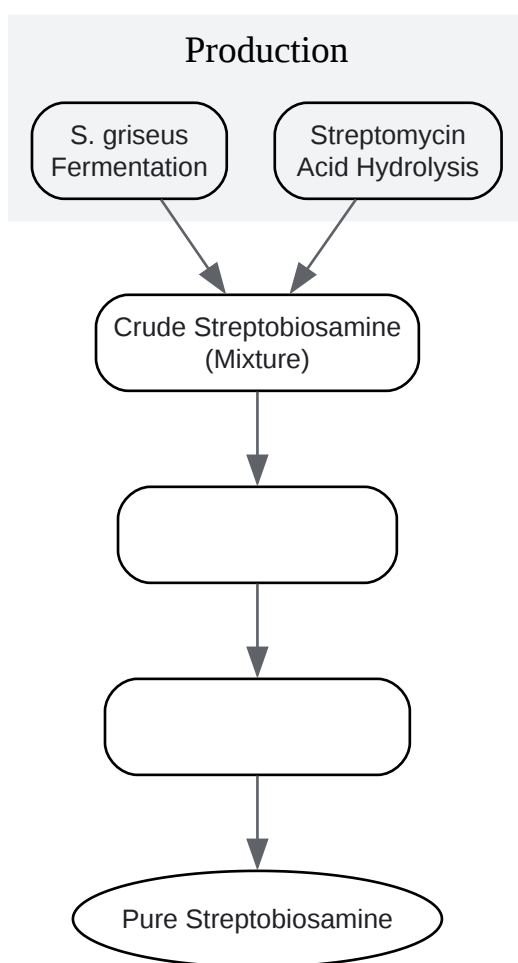 Production
S. griseus
Fermentation
Streptomycin
Acid Hydrolysis
Crude Streptobiosamine
(Mixture)
Pure Streptobiosamine